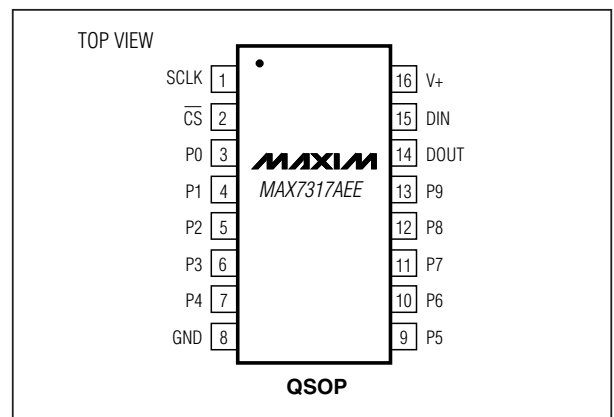 TOP VIEW
SCLK 1 16 V+
CS 2 15 DIN
P0 3 14 DOUT
MAXIM
P1 4 MAX7317AEE 13 P9
P2 5 12 P8
P3 6 11 P7
P4 7 10 P6
GND 8 9 P5
QSOP